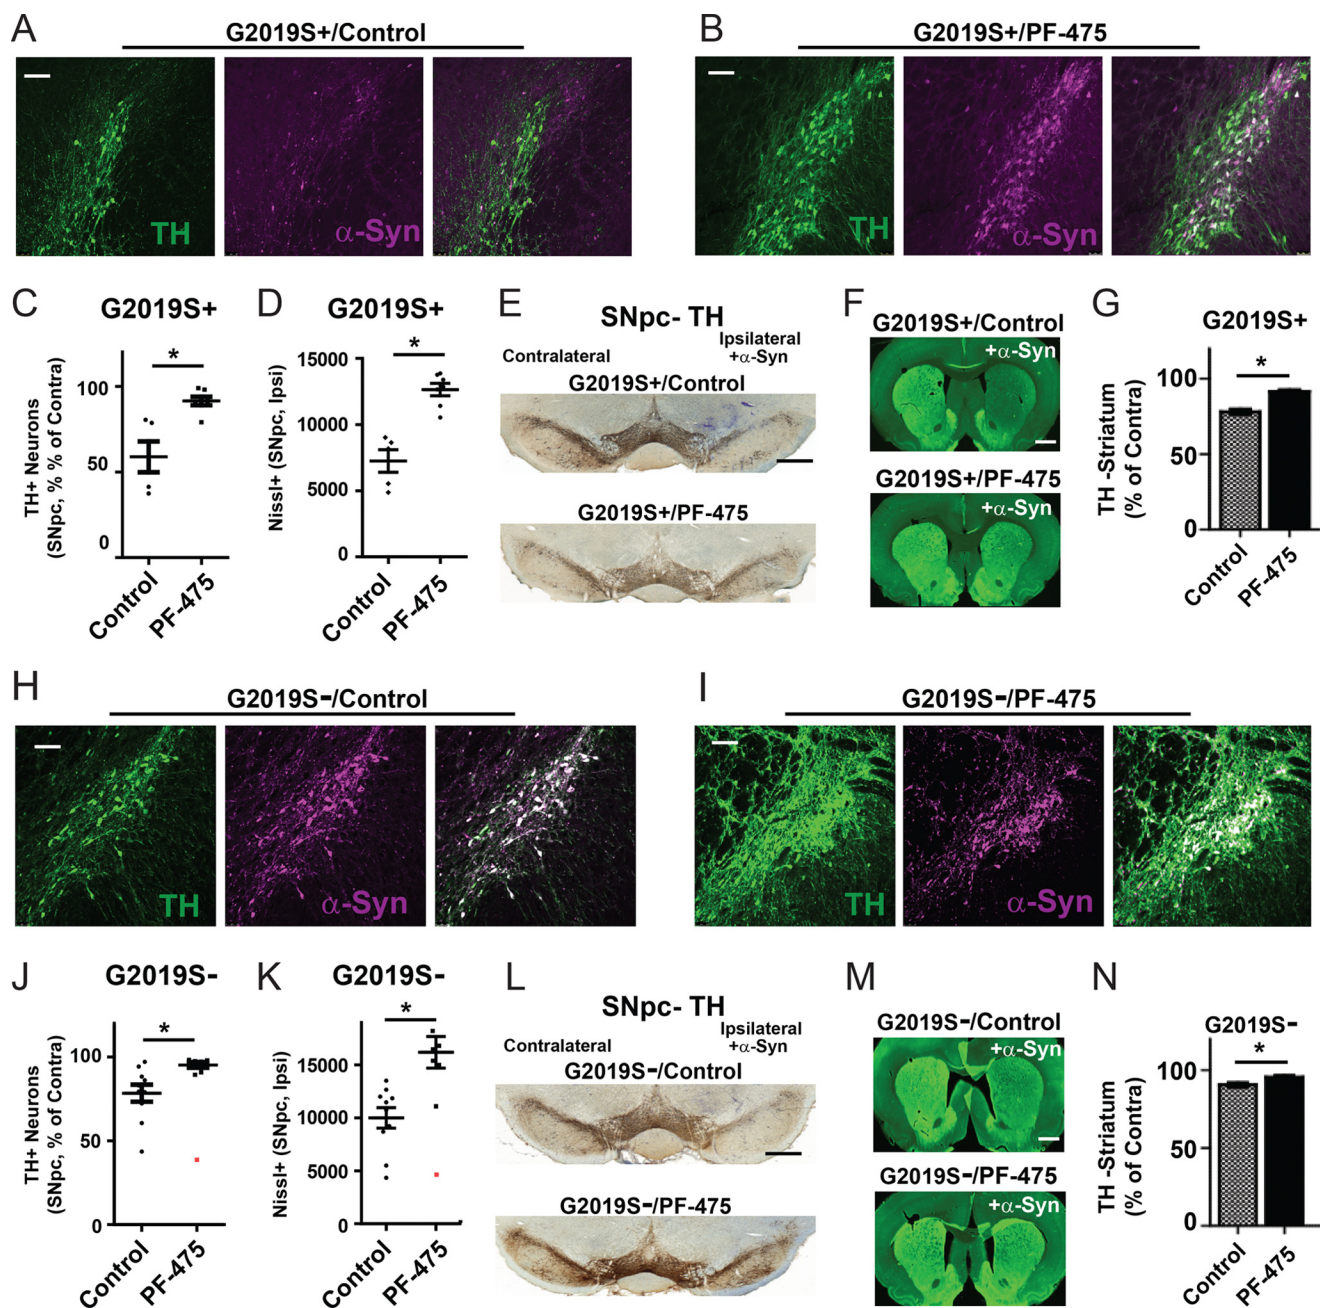 A
G2019S+/Control
TH
α-Syn
B
G2019S+/PF-475
TH
α-Syn
C
G2019S+
TH+ Neurons
(SNpc, % of Contra)
100
50
0
*
Control
PF-475
D
G2019S+
Nissl+ (SNpc, Ipsi)
15000
10000
5000
0
*
Control
PF-475
E
SNpc- TH
Contralateral
Ipsilateral
+α-Syn
G2019S+/Control
G2019S+/PF-475
F
G2019S+/Control
+α-Syn
G2019S+/PF-475
+α-Syn
G
G2019S+
TH -Striatum
(% of Contra)
100
50
0
*
Control
PF-475
H
G2019S-/Control
TH
α-Syn
I
G2019S-/PF-475
TH
α-Syn
J
G2019S-
TH+ Neurons
(SNpc, % of Contra)
100
50
0
*
Control
PF-475
K
G2019S-
Nissl+ (SNpc, Ipsi)
15000
10000
5000
0
*
Control
PF-475
L
SNpc- TH
Contralateral
Ipsilateral
+α-Syn
G2019S-/Control
G2019S-/PF-475
M
G2019S-/Control
+α-Syn
G2019S-/PF-475
+α-Syn
N
G2019S-
TH -Striatum
(% of Contra)
100
50
0
*
Control
PF-475